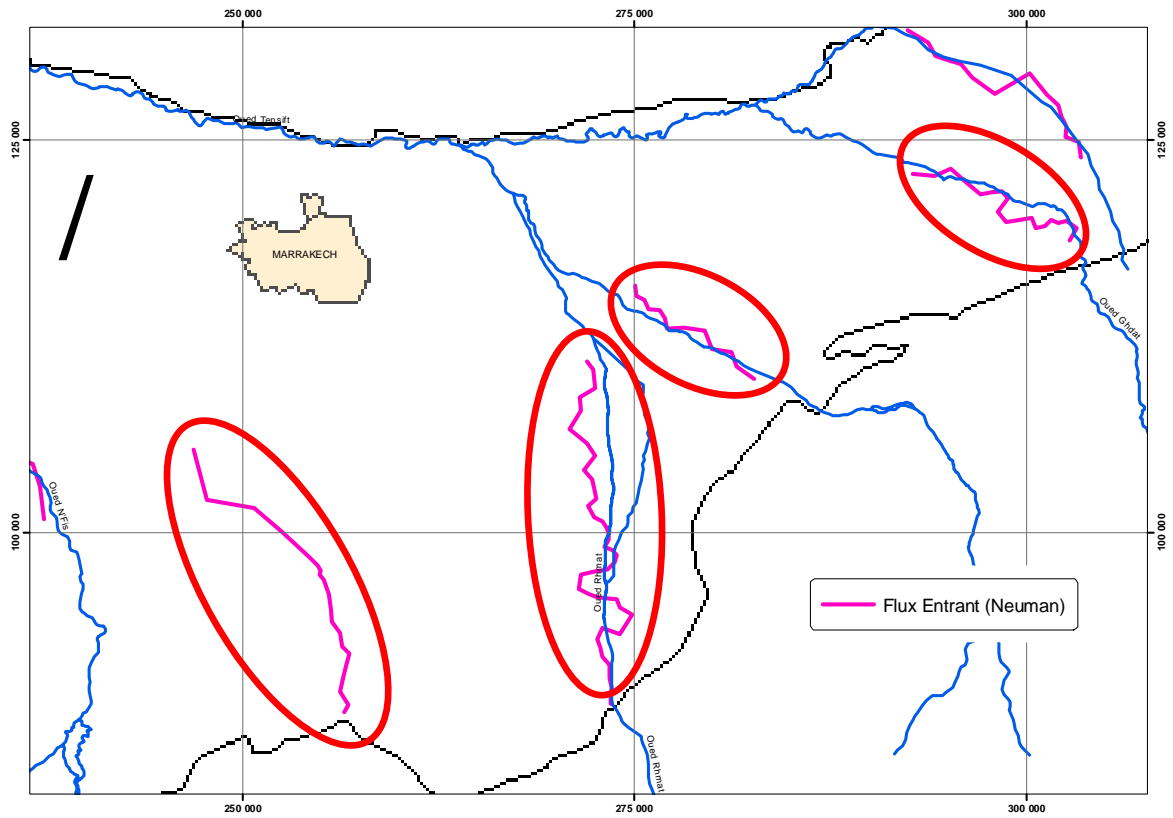 250 000
275 000
300 000
125 000
125 000
Oued Tensift
MARRAKECH
Oued Ghdat
Oued N'Fis
100 000
100 000
Oued Rhmat
Flux Entrant (Neuman)
Oued Rhmat
250 000
275 000
300 000